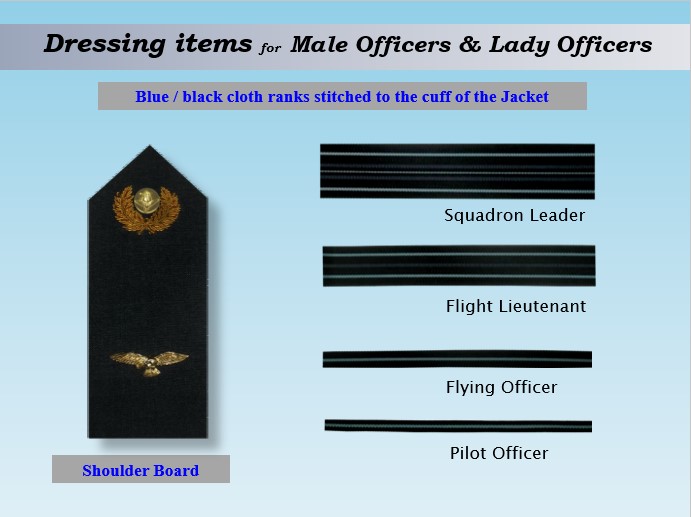 Dressing items for Male Officers & Lady Officers
Blue / black cloth ranks stitched to the cuff of the Jacket
Squadron Leader
Flight Lieutenant
Flying Officer
Pilot Officer
Shoulder Board